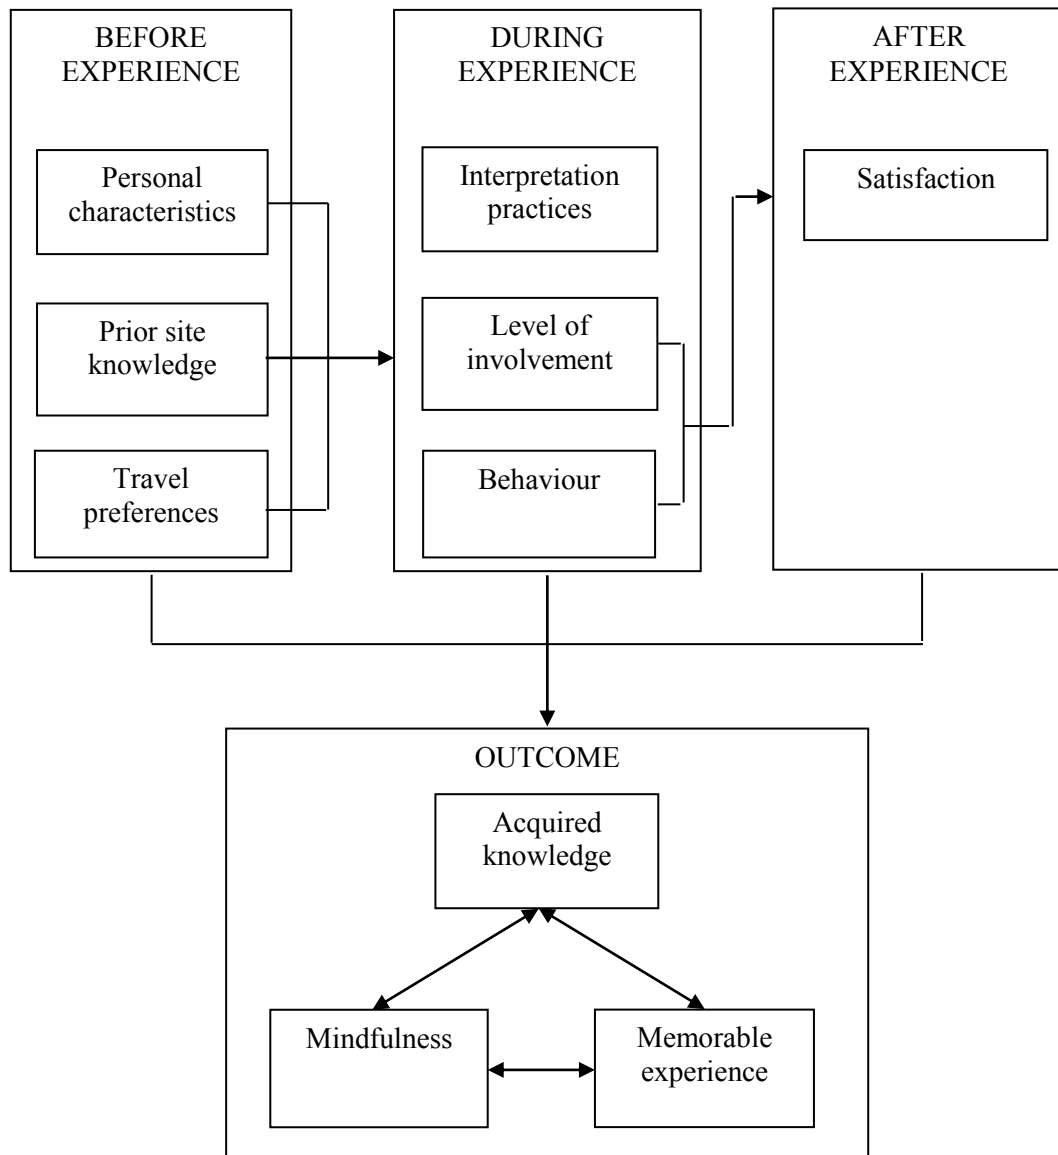 BEFORE
EXPERIENCE
Personal
characteristics
Prior site
knowledge
Travel
preferences
DURING
EXPERIENCE
Interpretation
practices
Level of
involvement
Behaviour
AFTER
EXPERIENCE
Satisfaction
OUTCOME
Acquired
knowledge
Mindfulness
Memorable
experience